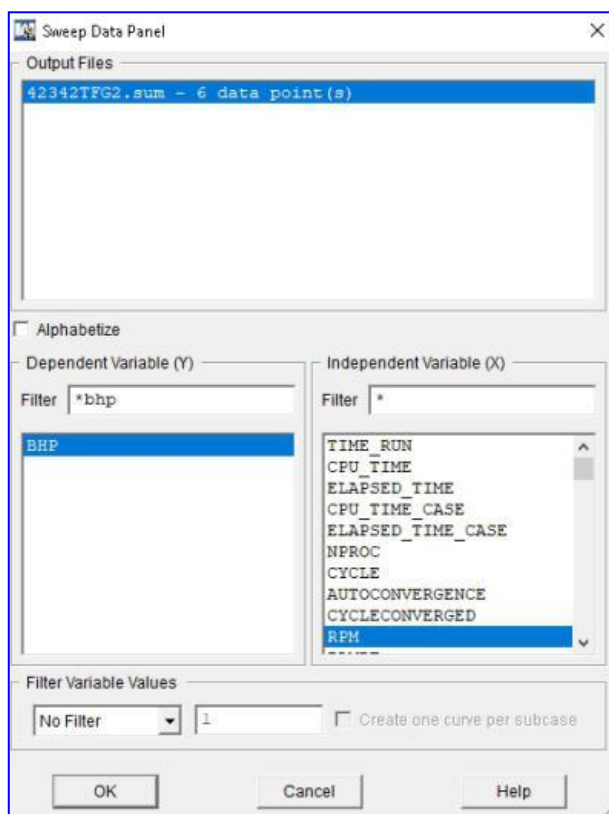 Sweep Data Panel
Output Files
42342TFG2.sum - 6 data point(s)
Alphabetize
Dependent Variable (Y)
Filter *bhp
BHP
Independent Variable (X)
Filter *
TIME_RUN
CPU_TIME
ELAPSED_TIME
CPU_TIME_CASE
ELAPSED_TIME_CASE
NPROC
CYCLE
AUTOCONVERGENCE
CYCLECONVERGED
RPM
Filter Variable Values
No Filter 1 Create one curve per subcase
OK Cancel Help